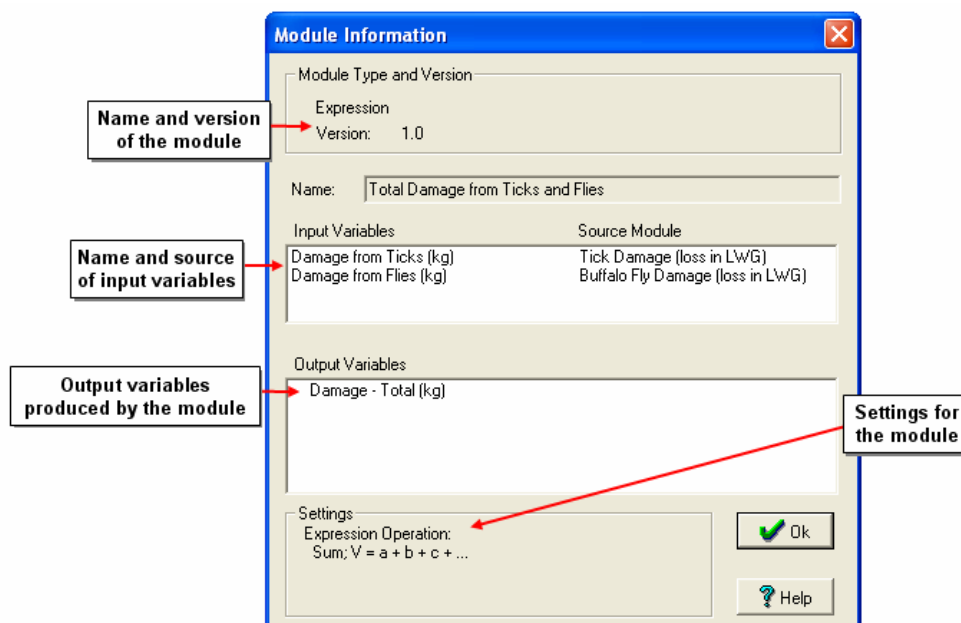 Module Information
Module Type and Version
Expression
Version: 1.0
Name and version
of the module
Name: Total Damage from Ticks and Flies
Input Variables Source Module
Damage from Ticks (kg) Tick Damage (loss in LWG)
Damage from Flies (kg) Buffalo Fly Damage (loss in LWG)
Name and source
of input variables
Output Variables
Damage - Total (kg)
Output variables
produced by the module
Settings for
the module
Settings
Expression Operation:
Sum; V = a + b + c + ...
Ok
Help